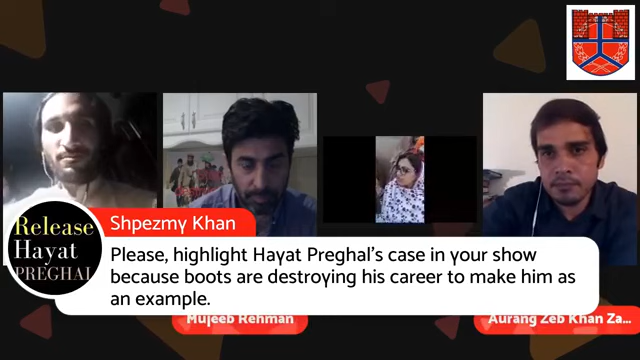 Release
Hayat
PREGHAL
Shpezmy Khan
Please, highlight Hayat Preghal's case in your show
because boots are destroying his career to make him as
an example.
Mujeeb Rehman
Aurang Zeb Khan Za...